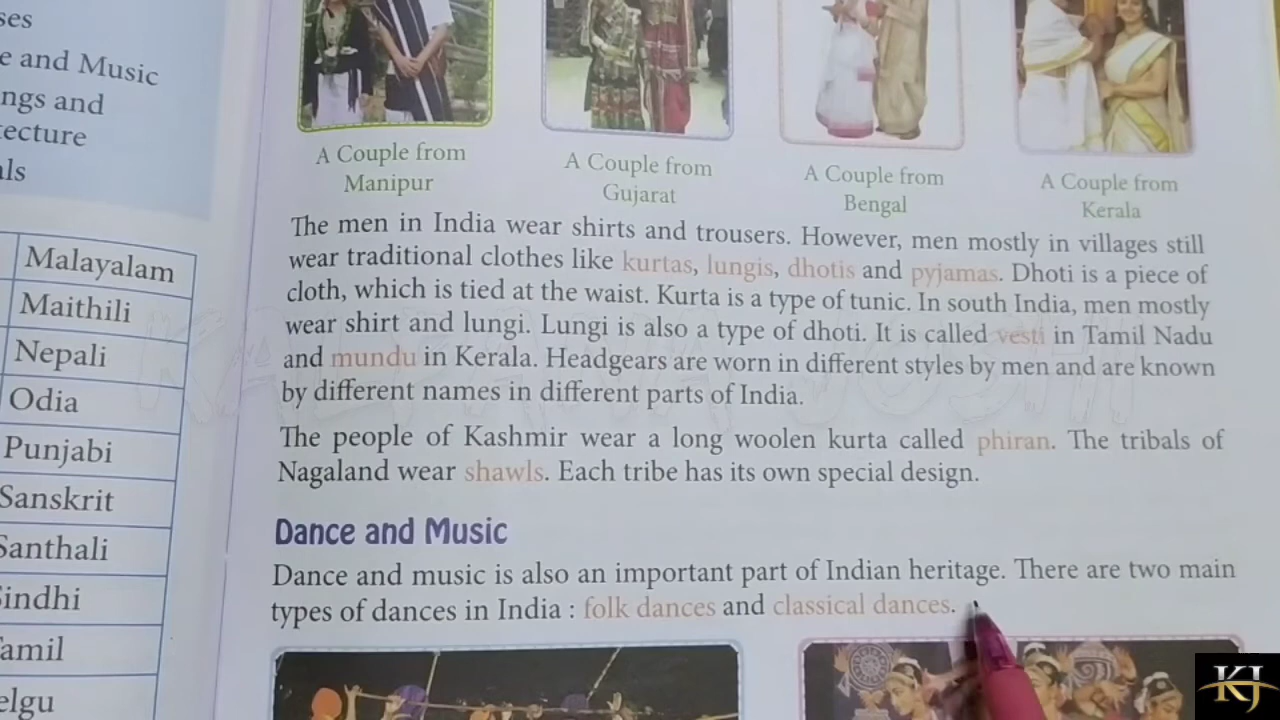 e and Music
ngs and
Malayalam
Maithili
Nepali
Odia
Punjabi
Sanskrit
Santhali
A Couple from
Manipur
A Couple from
Gujarat
A Couple from
Bengal
A Couple from
Kerala
The men in India wear shirts and trousers. However, men mostly in villages still
wear traditional clothes like kurtas, lungis, dhotis and pyjamas. Dhoti is a piece of
cloth, which is tied at the waist. Kurta is a type of tunic. In south India, men mostly
wear shirt and lungi. Lungi is also a type of dhoti. It is called vesti in Tamil Nadu
and mundu in Kerala. Headgears are worn in different styles by men and are known
by different names in different parts of India.
The people of Kashmir wear a long woolen kurta called phiran. The tribals of
Nagaland wear shawls. Each tribe has its own special design.
Dance and Music
Dance and music is also an important part of Indian heritage. There are two main
types of dances in India : folk dances and classical dances.
KALPANA JOSHI
KJ